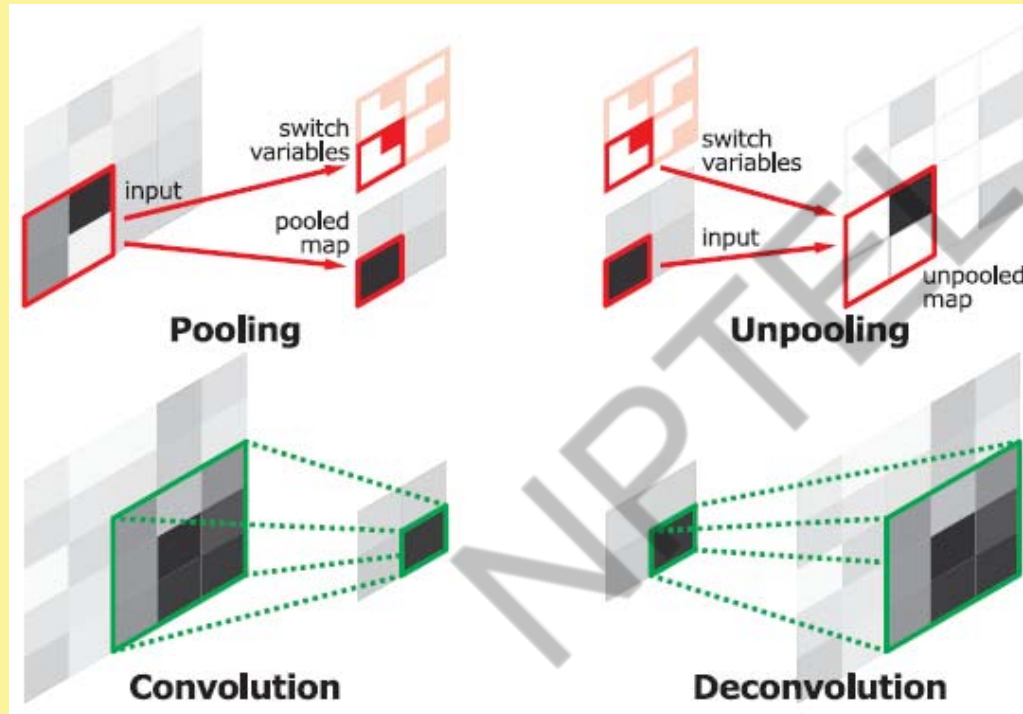 switch
variables
input
pooled
map
Pooling
switch
variables
input
unpooled
map
Unpooling
Convolution
Deconvolution
NPTEL